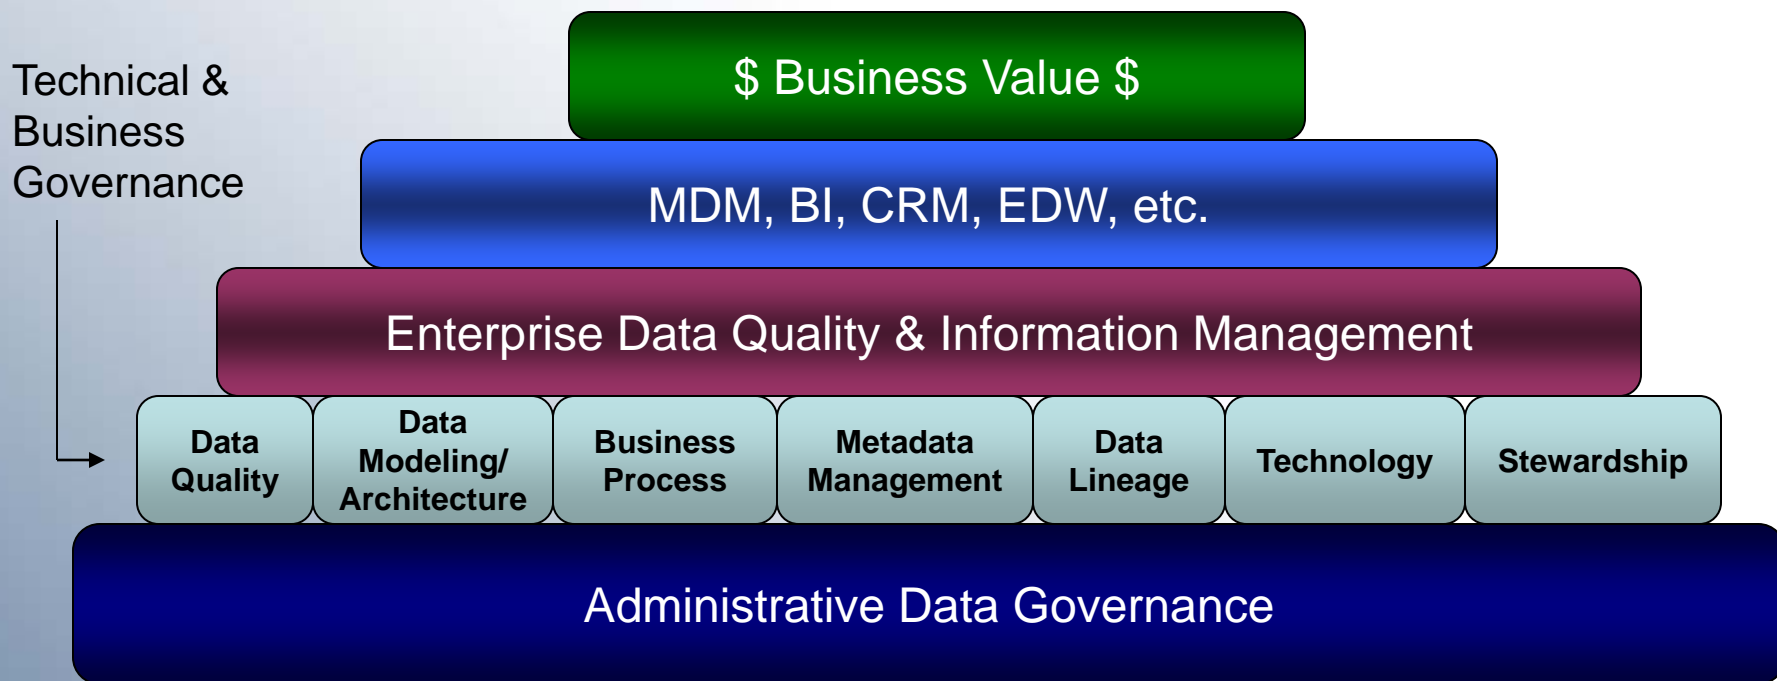 $ Business Value $
Technical &
Business
Governance
MDM, BI, CRM, EDW, etc.
Enterprise Data Quality & Information Management
Data
Quality
Data
Modeling/
Architecture
Business
Process
Metadata
Management
Data
Lineage
Technology
Stewardship
Administrative Data Governance